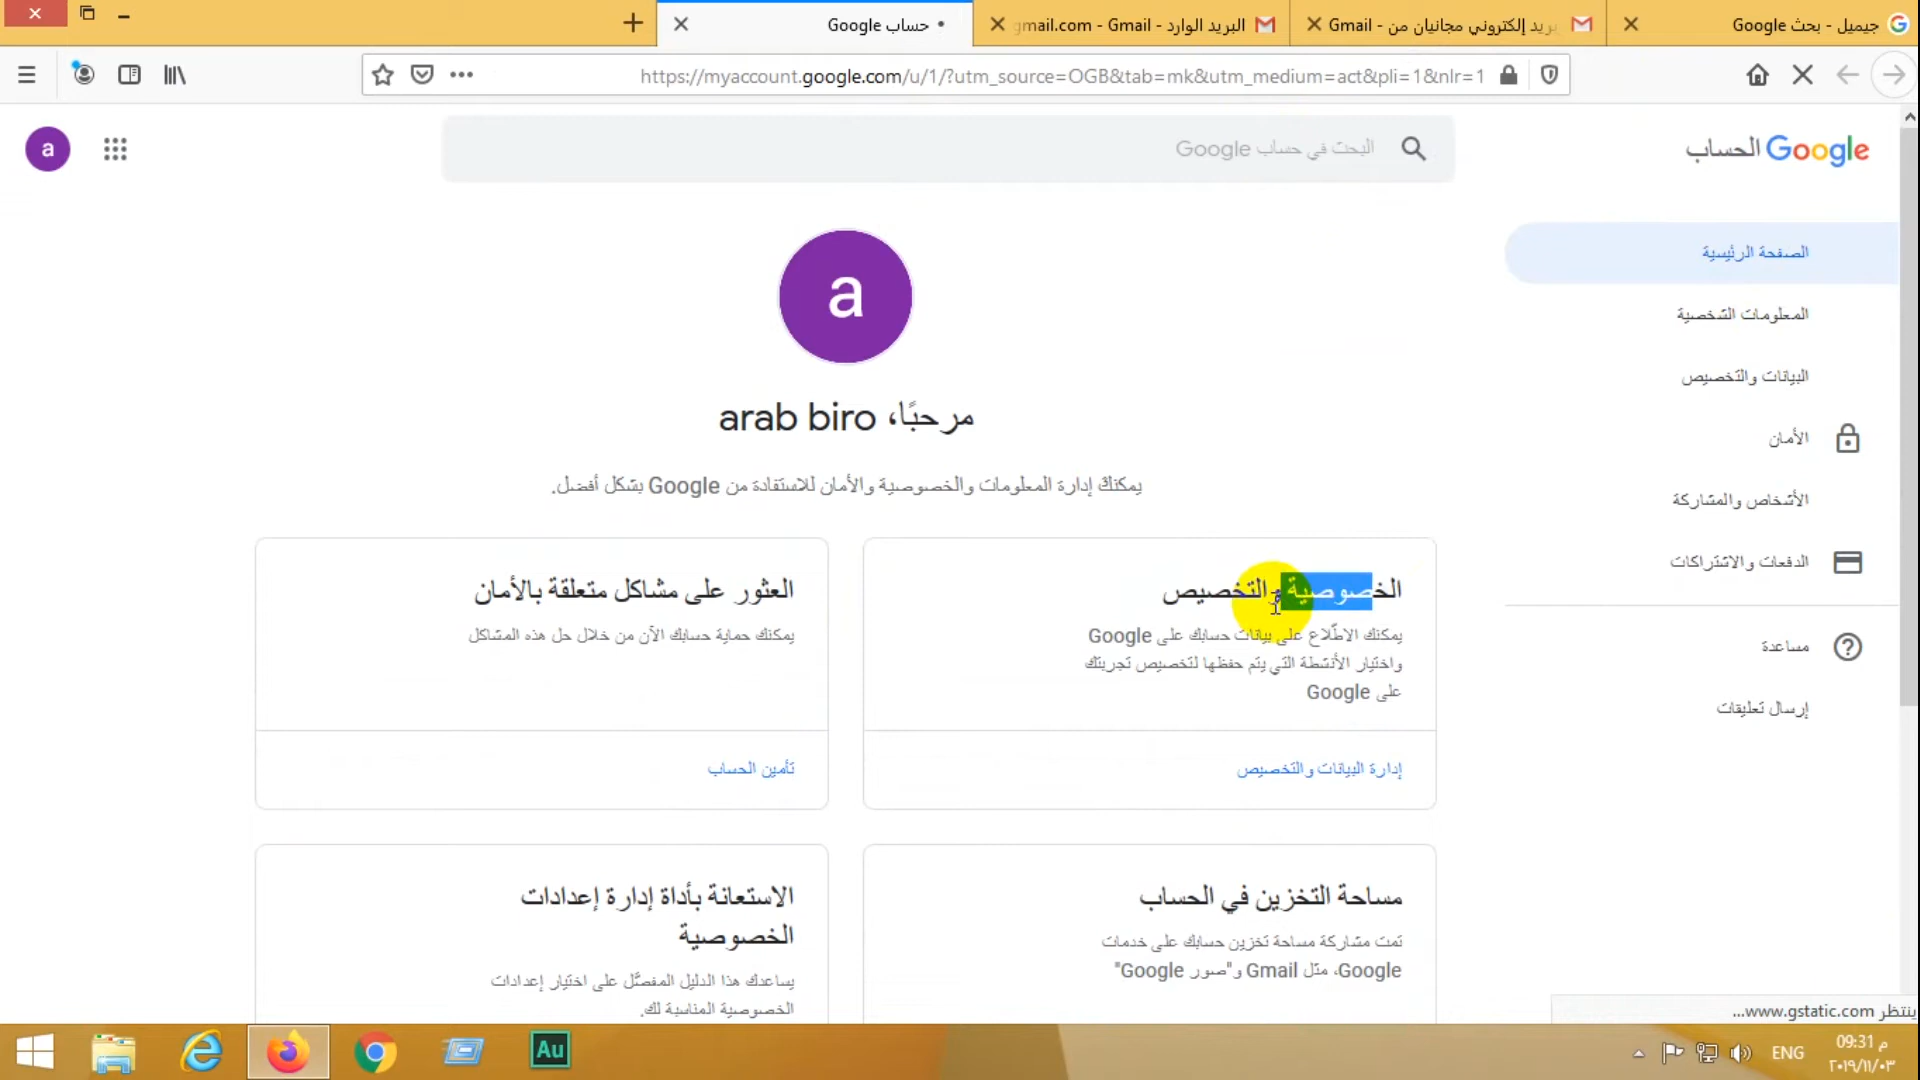 جيميل - بحث Google
بريد إلكتروني مجانيان من - Gmail
البريد الوارد - gmail.com - Gmail
حساب Google
https://myaccount.google.com/u/1/?utm_source=OGB&tab=mk&utm_medium=act&pli=1&nlr=1
الحساب Google
البحث في حساب Google
a
الصفحة الرئيسية
المعلومات الشخصية
البيانات والتخصيص
الأمان
الأشخاص والمشاركة
الدفعات والاشتراكات
مساعدة
إرسال تعليقات
a
مرحبًا، arab biro
يمكنك إدارة المعلومات والخصوصية والأمان للاستفادة من Google بشكل أفضل.
الخصوصية والتخصيص
يمكنك الاطّلاع على بيانات حسابك على Google
واختيار الأنشطة التي يتم حفظها لتخصيص تجربتك
على Google
إدارة البيانات والتخصيص
العثور على مشاكل متعلقة بالأمان
يمكنك حماية حسابك الآن من خلال حل هذه المشاكل
تأمين الحساب
مساحة التخزين في الحساب
تمت مشاركة مساحة تخزين حسابك على خدمات
Google، مثل Gmail و"صور Google"
الاستعانة بأداة إدارة إعدادات
الخصوصية
يساعدك هذا الدليل المفصَّل على اختيار إعدادات
الخصوصية المناسبة لك.
ينتظر www.gstatic.com...
Au
ENG
09:31 م
٢٠١٩/١١/٠٣